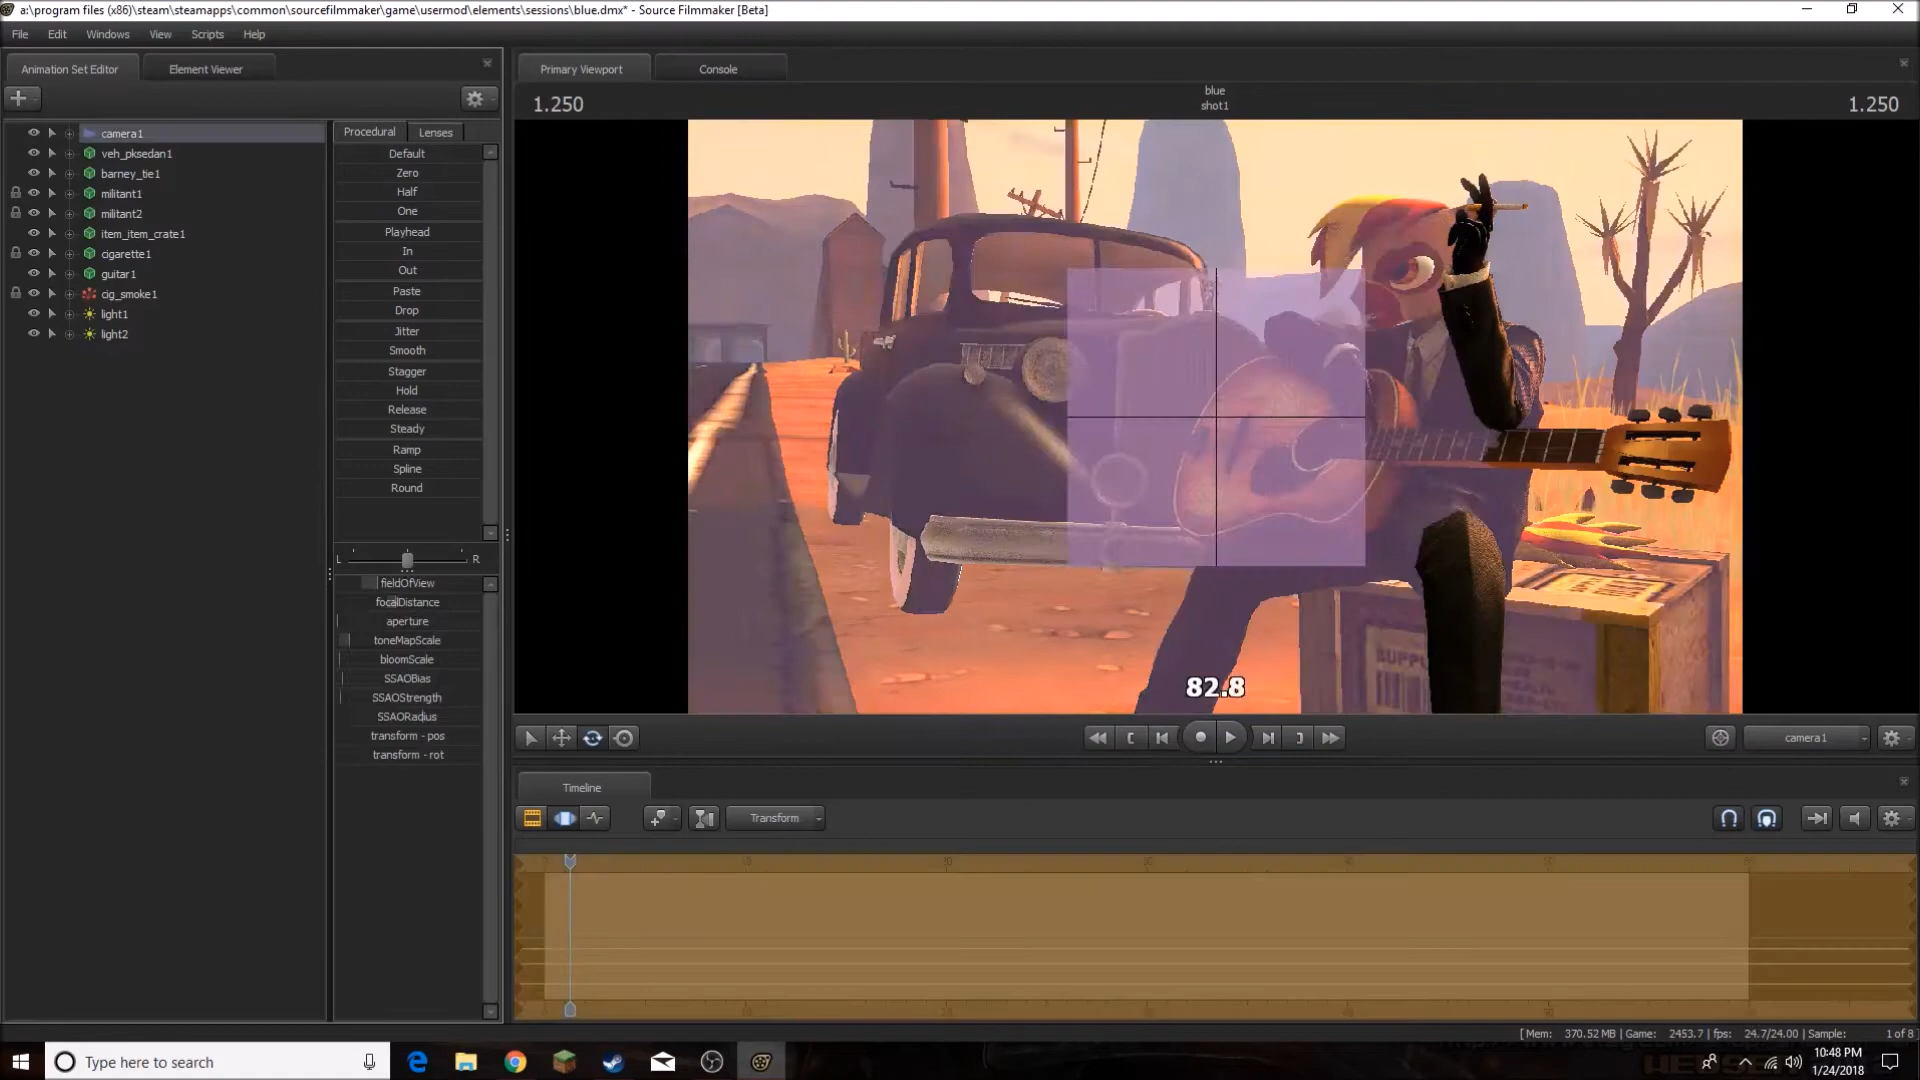 a:\program files (x86)\steam\steamapps\common\sourcefilmmaker\game\usermod\elements\sessions\blue.dmx* - Source Filmmaker [Beta]
File Edit Windows View Scripts Help
Animation Set Editor
Element Viewer
camera1
veh_pksedan1
barney_tie1
militant1
militant2
item_item_crate1
cigarette1
guitar1
cig_smoke1
light1
light2
Procedural
Lenses
Default
Zero
Half
One
Playhead
In
Out
Paste
Drop
Jitter
Smooth
Stagger
Hold
Release
Steady
Ramp
Spline
Round
L
R
fieldOfView
focalDistance
aperture
toneMapScale
bloomScale
SSAOBias
SSAOStrength
SSAORadius
transform - pos
transform - rot
Primary Viewport
Console
1.250
blue
shot1
1.250
SUPPL
82.8
camera1
Timeline
Transform
[ Mem: 370.52 MB | Game: 2453.7 | fps: 24.7/24.00 | Sample: 1 of 8
Type here to search
10:48 PM
1/24/2018